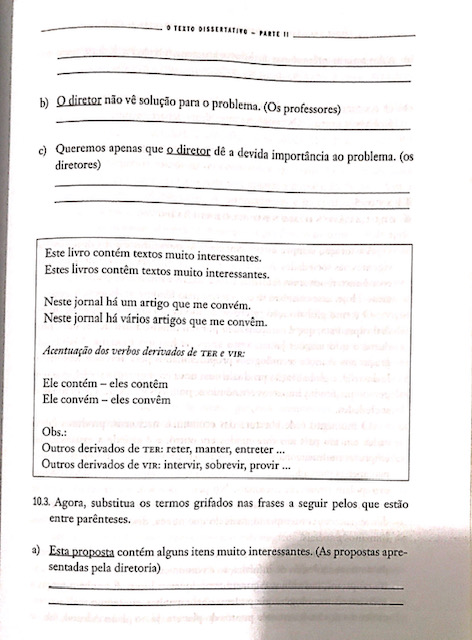 O TEXTO DISSERTATIVO – PARTE II
b) O diretor não vê solução para o problema. (Os professores)
c) Queremos apenas que o diretor dê a devida importância ao problema. (os
diretores)
Este livro contém textos muito interessantes.
Estes livros contêm textos muito interessantes.
Neste jornal há um artigo que me convém.
Neste jornal há vários artigos que me convêm.
Acentuação dos verbos derivados de TER e VIR:
Ele contém – eles contêm
Ele convém – eles convêm
Obs.:
Outros derivados de TER: reter, manter, entreter ...
Outros derivados de VIR: intervir, sobrevir, provir ...
10.3. Agora, substitua os termos grifados nas frases a seguir pelos que estão
entre parênteses.
a) Esta proposta contém alguns itens muito interessantes. (As propostas apre-
sentadas pela diretoria)